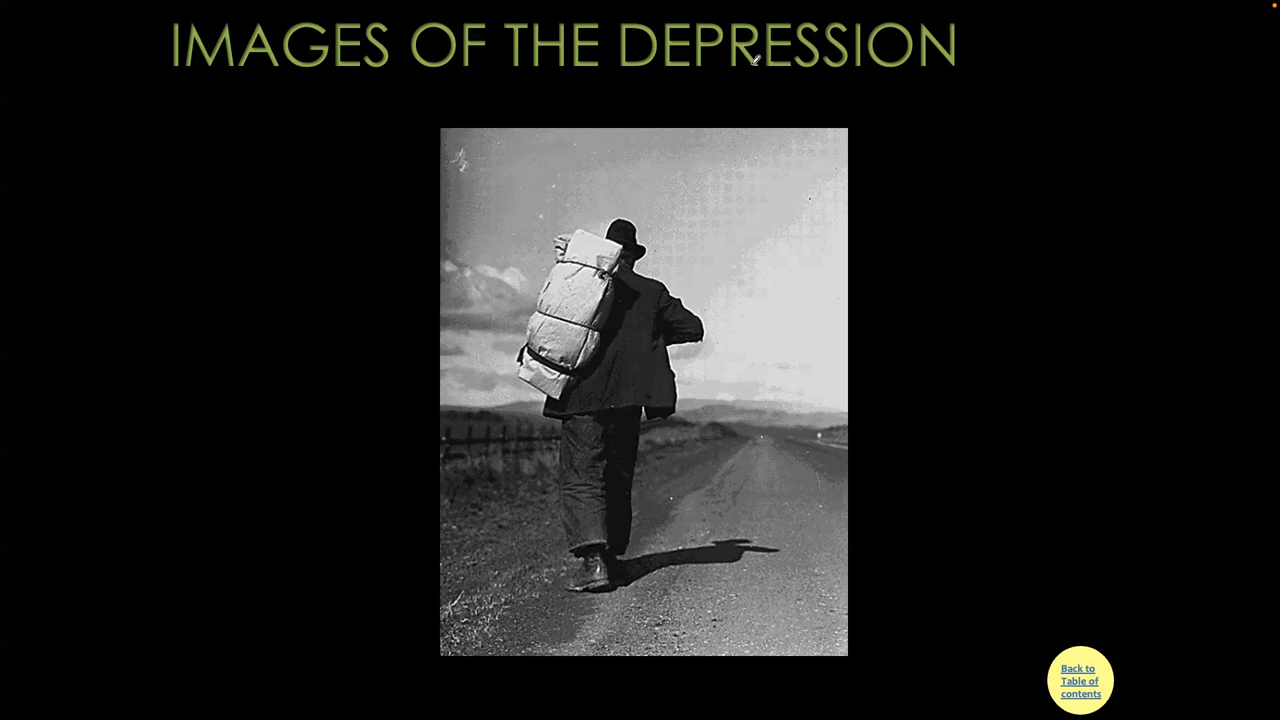 IMAGES OF THE DEPRESSION
Back to
Table of
contents